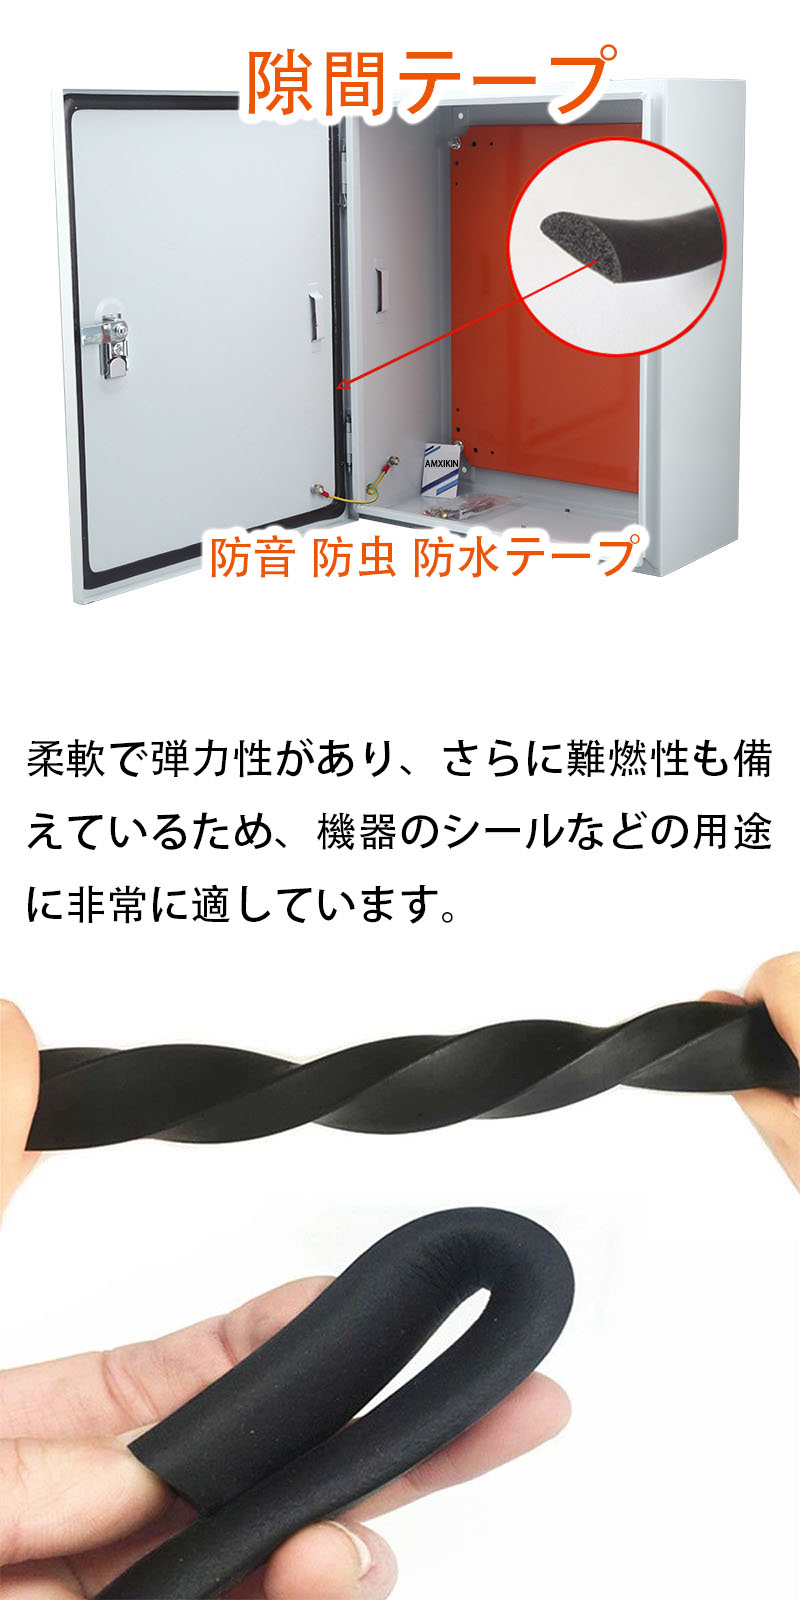 隙間テープ
AMXIKIN
防音 防虫 防水テープ
柔軟で弾力性があり、さらに難燃性も備
えているため、機器のシールなどの用途
に非常に適しています。